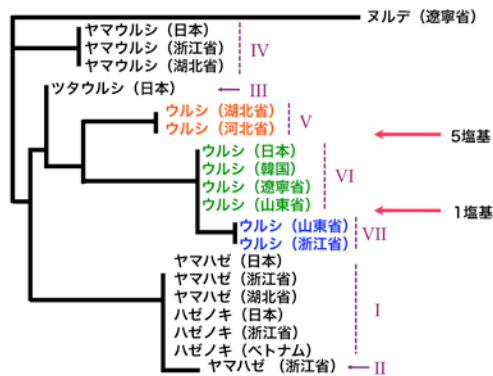 ヌルデ（遼寧省）
ヤマウルシ（日本）
ヤマウルシ（浙江省）
ヤマウルシ（湖北省）
IV
ツタウルシ（日本）
III
ウルシ（湖北省）
ウルシ（河北省）
V
5塩基
ウルシ（日本）
ウルシ（韓国）
ウルシ（遼寧省）
ウルシ（山東省）
VI
1塩基
ウルシ（山東省）
ウルシ（浙江省）
VII
ヤマハゼ（日本）
ヤマハゼ（浙江省）
ヤマハゼ（湖北省）
ハゼノキ（日本）
ハゼノキ（浙江省）
ハゼノキ（ベトナム）
I
ヤマハゼ（浙江省）
II